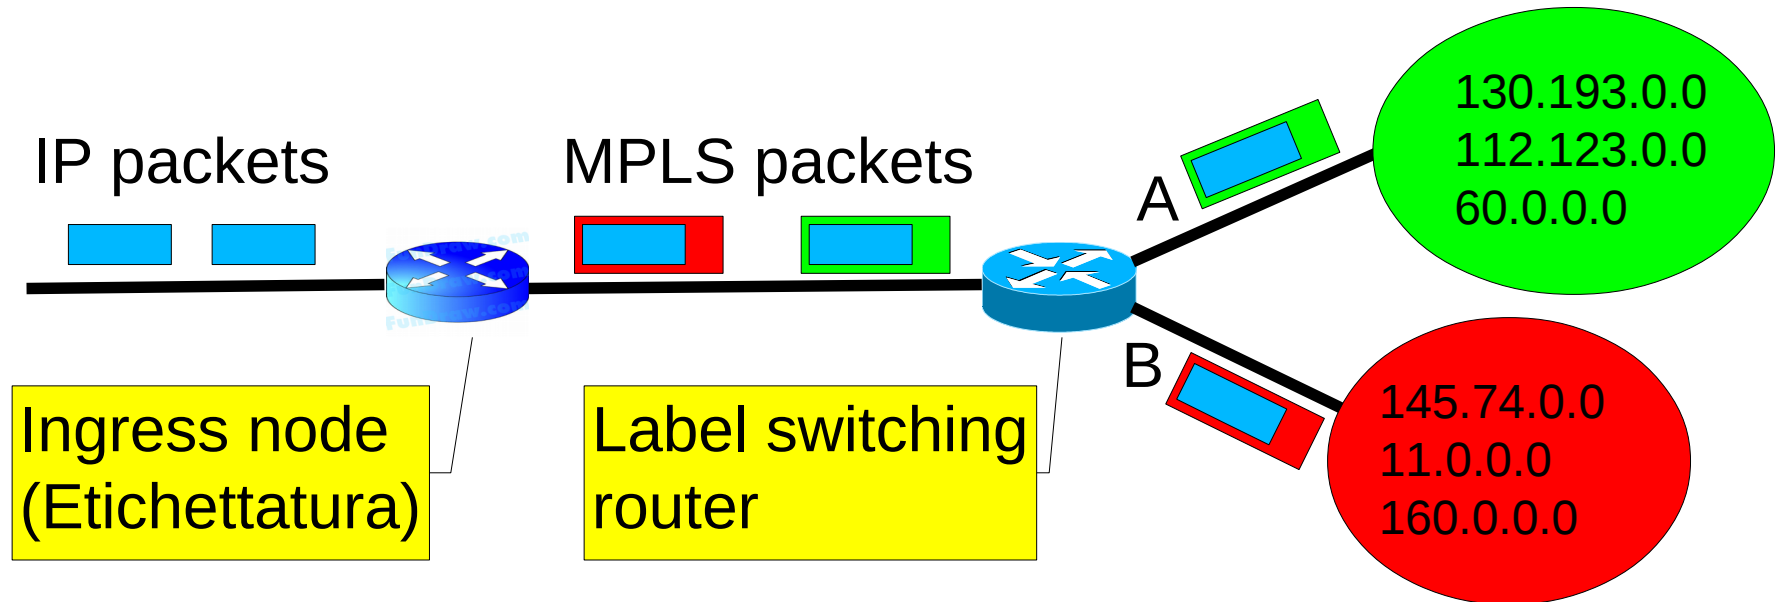 IP packets
MPLS packets
A
B
130.193.0.0
112.123.0.0
60.0.0.0
145.74.0.0
11.0.0.0
160.0.0.0
Ingress node
(Etichettatura)
Label switching
router